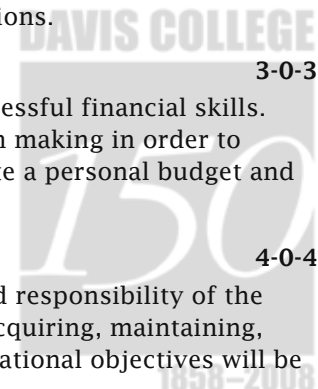 ions.
DAVIS COLLEGE
3-0-3
essful financial skills.
n making in order to
te a personal budget and
150
4-0-4
d responsibility of the
cquiring, maintaining,
ational objectives will be
1858–2008